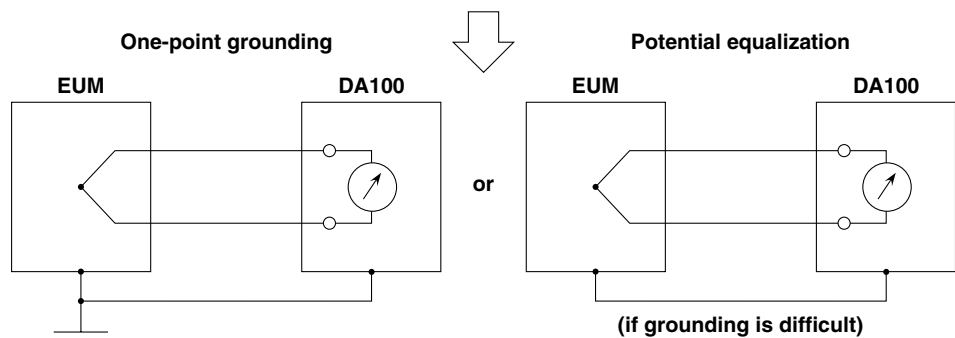 One-point grounding
EUM
DA100
or
Potential equalization
EUM
DA100
(if grounding is difficult)